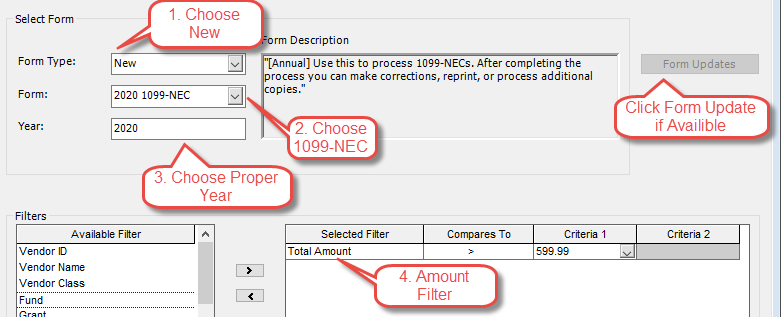 1. Choose
New
Select Form
Form Description
Form Type:
New
"[Annual] Use this to process 1099-NECs. After completing the
process you can make corrections, reprint, or process additional
copies."
Form Updates
Form:
2020 1099-NEC
Click Form Update
if Availible
2. Choose
1099-NEC
Year:
2020
3. Choose Proper
Year
Filters
Available Filter
Vendor ID
Vendor Name
Vendor Class
Fund
Grant
>
<
Selected Filter
Compares To
Criteria 1
Criteria 2
Total Amount
>
599.99
4. Amount
Filter